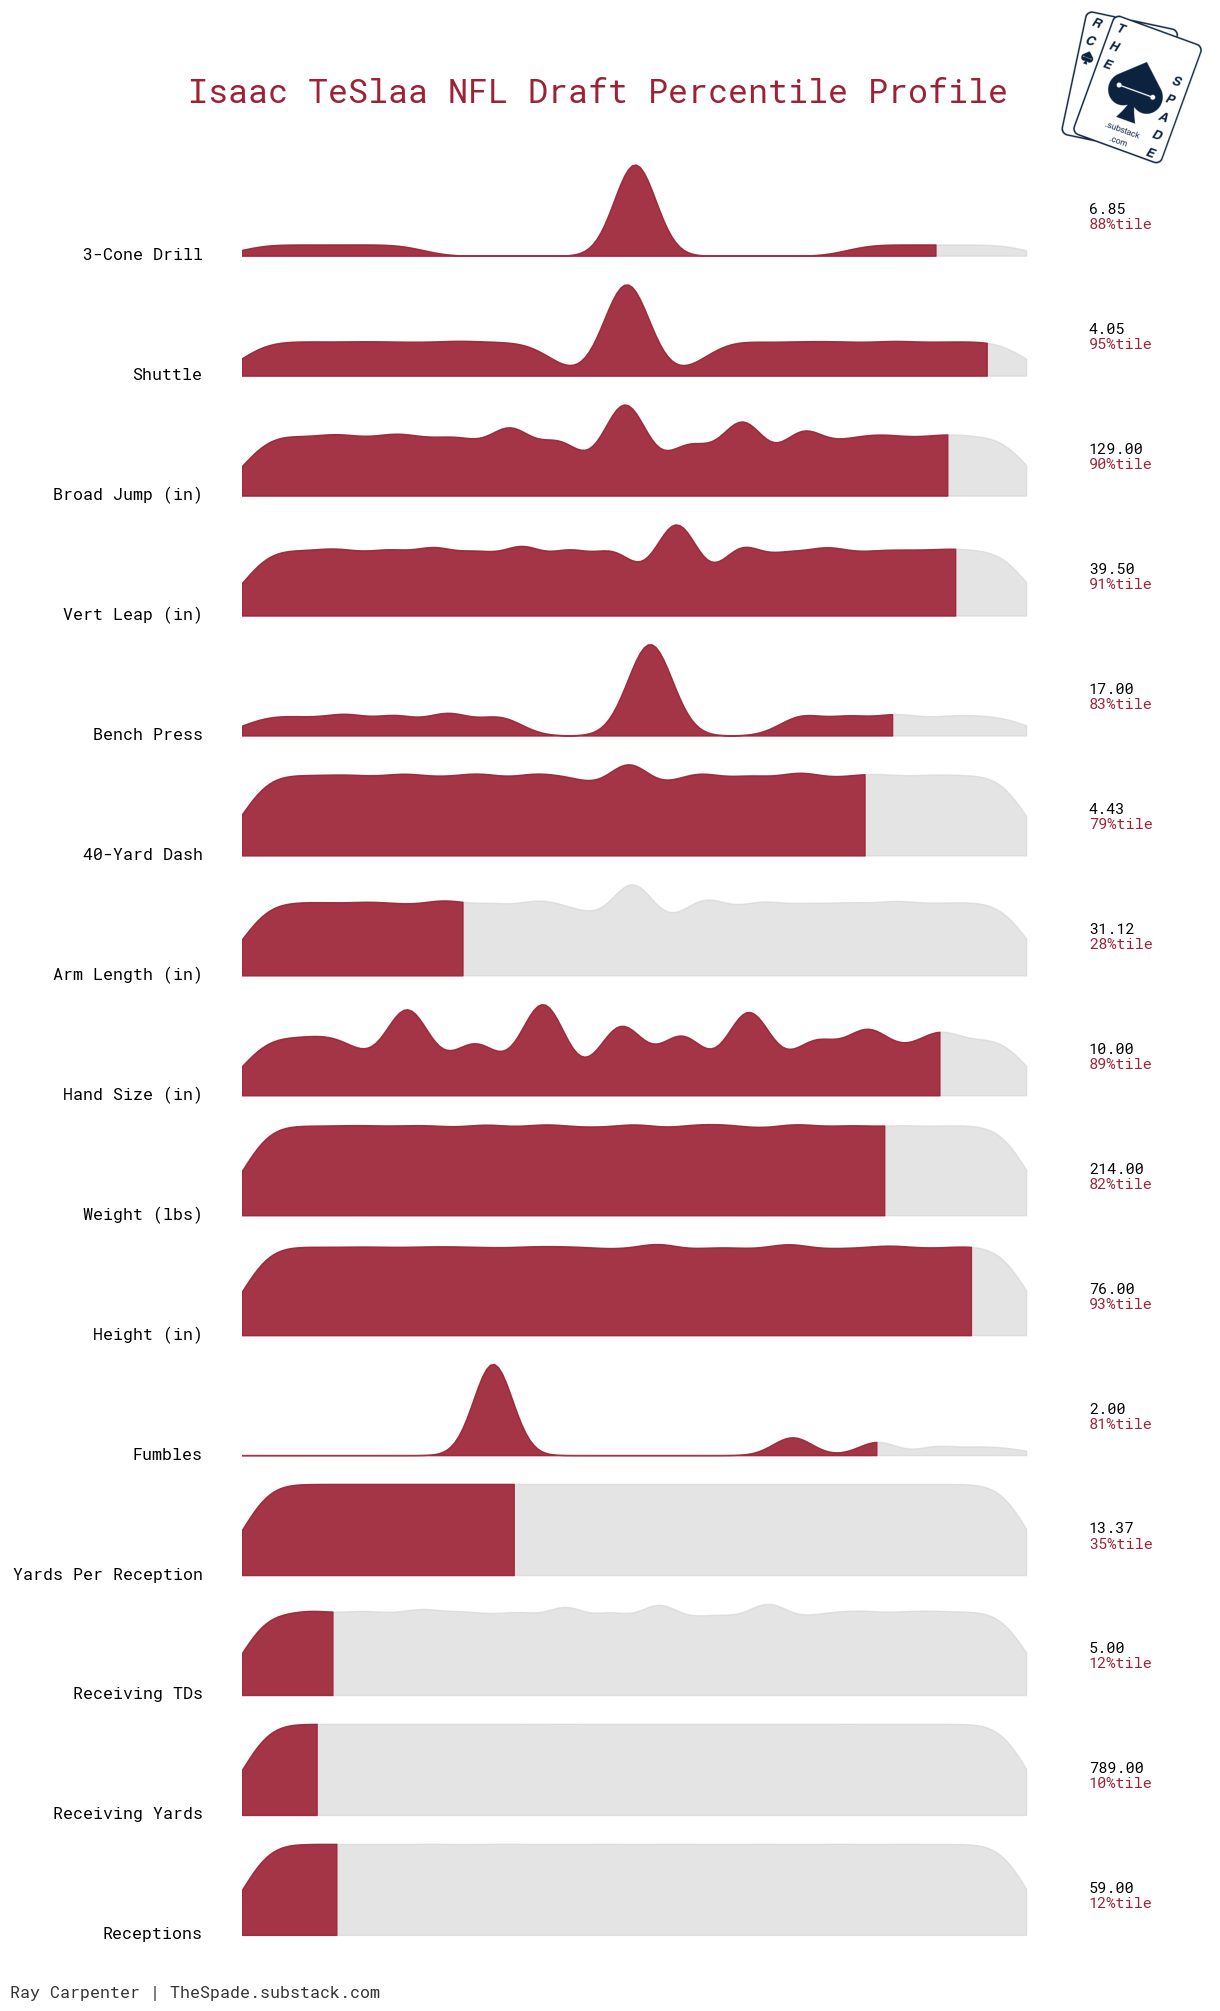 Isaac TeSlaa NFL Draft Percentile Profile
R
C
T
H
E
S
P
A
D
E
.substack
.com
3-Cone Drill
6.85
88%tile
Shuttle
4.05
95%tile
Broad Jump (in)
129.00
90%tile
Vert Leap (in)
39.50
91%tile
Bench Press
17.00
83%tile
40-Yard Dash
4.43
79%tile
Arm Length (in)
31.12
28%tile
Hand Size (in)
10.00
89%tile
Weight (lbs)
214.00
82%tile
Height (in)
76.00
93%tile
Fumbles
2.00
81%tile
Yards Per Reception
13.37
35%tile
Receiving TDs
5.00
12%tile
Receiving Yards
789.00
10%tile
Receptions
59.00
12%tile
Ray Carpenter | TheSpade.substack.com